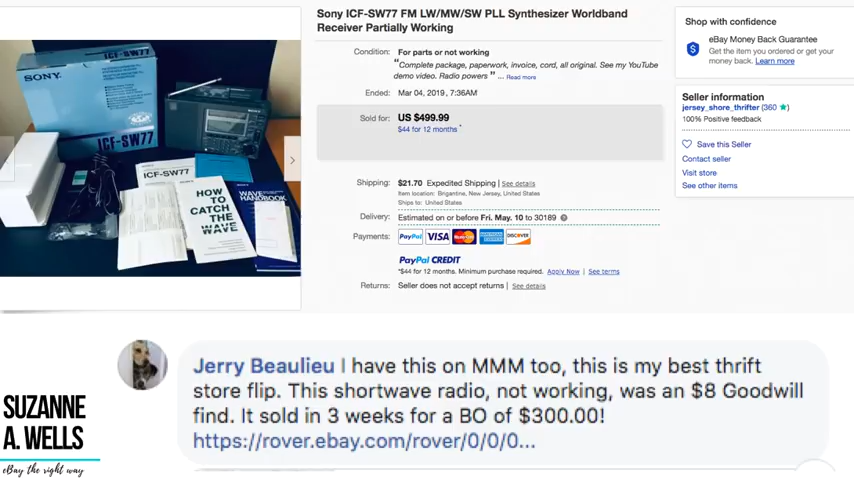 Sony ICF-SW77 FM LW/MW/SW PLL Synthesizer Worldband
Receiver Partially Working
Condition: For parts or not working
"Complete package, paperwork, invoice, cord, all original. See my YouTube
demo video. Radio powers " ... Read more
Ended: Mar 04, 2019 , 7:36AM
Sold for: US $499.99
$44 for 12 months *
Shipping: $21.70 Expedited Shipping | See details
Item location: Brigantine, New Jersey, United States
Ships to: United States
Delivery: Estimated on or before Fri. May. 10 to 30189
Payments: PayPal VISA MasterCard AMERICAN EXPRESS DISCOVER
PayPal CREDIT
*$44 for 12 months. Minimum purchase required. Apply Now | See terms
Returns: Seller does not accept returns | See details
Shop with confidence
eBay Money Back Guarantee
Get the item you ordered or get your
money back. Learn more
Seller information
jersey_shore_thrifter (360 ★)
100% Positive feedback
Save this Seller
Contact seller
Visit store
See other items
SONY
ICF-SW77
ICF-SW77
ICF-SW77
HOW
TO
CATCH
THE
WAVE
WAVE
HANDBOOK
Jerry Beaulieu I have this on MMM too, this is my best thrift
store flip. This shortwave radio, not working, was an $8 Goodwill
find. It sold in 3 weeks for a BO of $300.00!
https://rover.ebay.com/rover/0/0/0...
SUZANNE
A. WELLS
eBay the right way